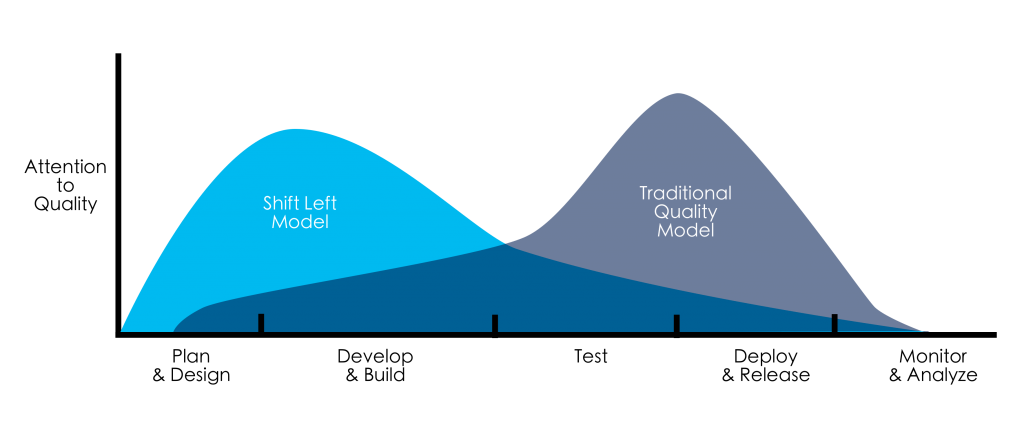 Attention
to
Quality
Shift Left
Model
Traditional
Quality
Model
Plan
& Design
Develop
& Build
Test
Deploy
& Release
Monitor
& Analyze